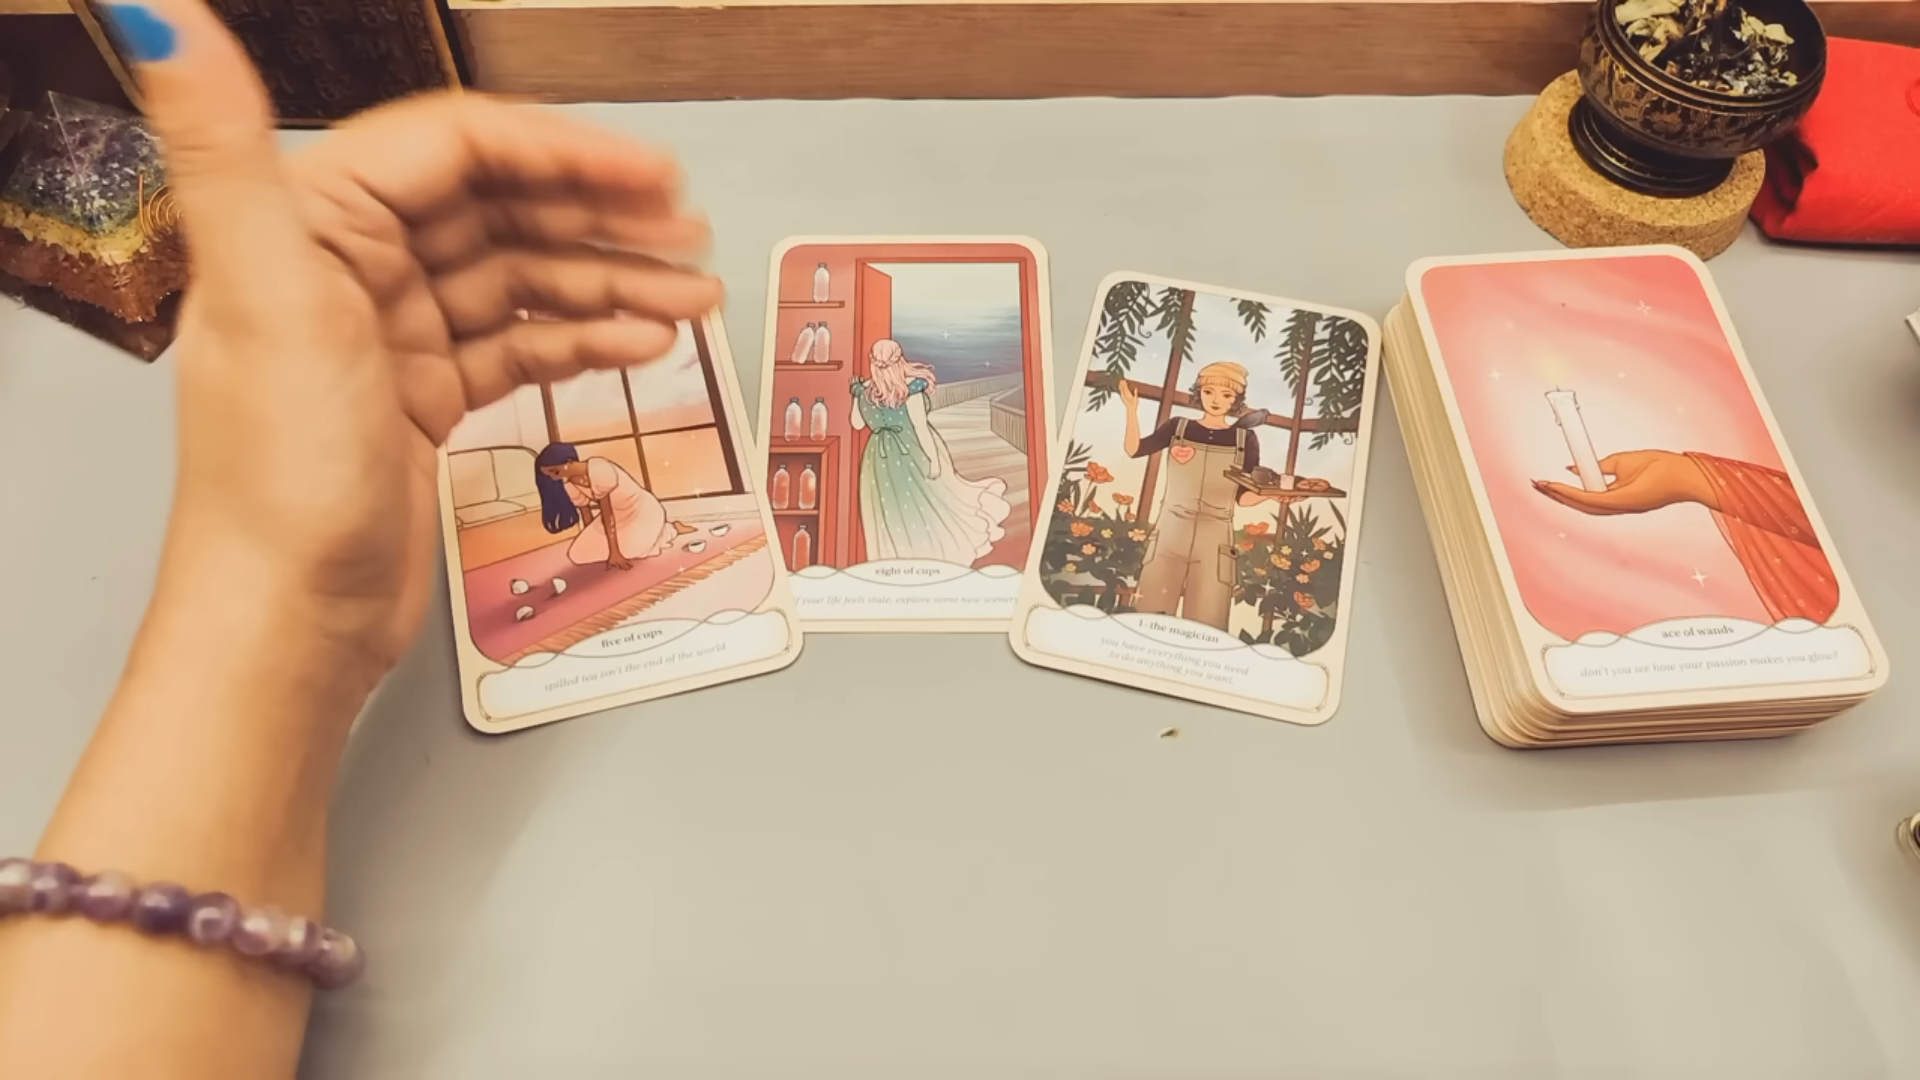 five of cups
spilled tea isn't the end of the world
eight of cups
if your life feels stale, explore some new scenery
1 - the magician
you have everything you need
to do anything you want.
ace of wands
don't you see how your passion makes you glow?